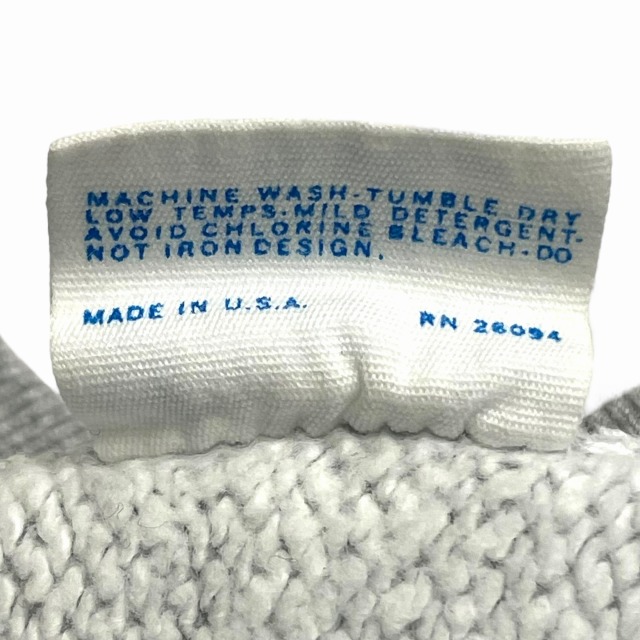 MACHINE WASH-TUMBLE DRY
LOW TEMPS-MILD DETERGENT-
AVOID CHLORINE BLEACH-DO
NOT IRON DESIGN.
MADE IN U.S.A.
RN 26094